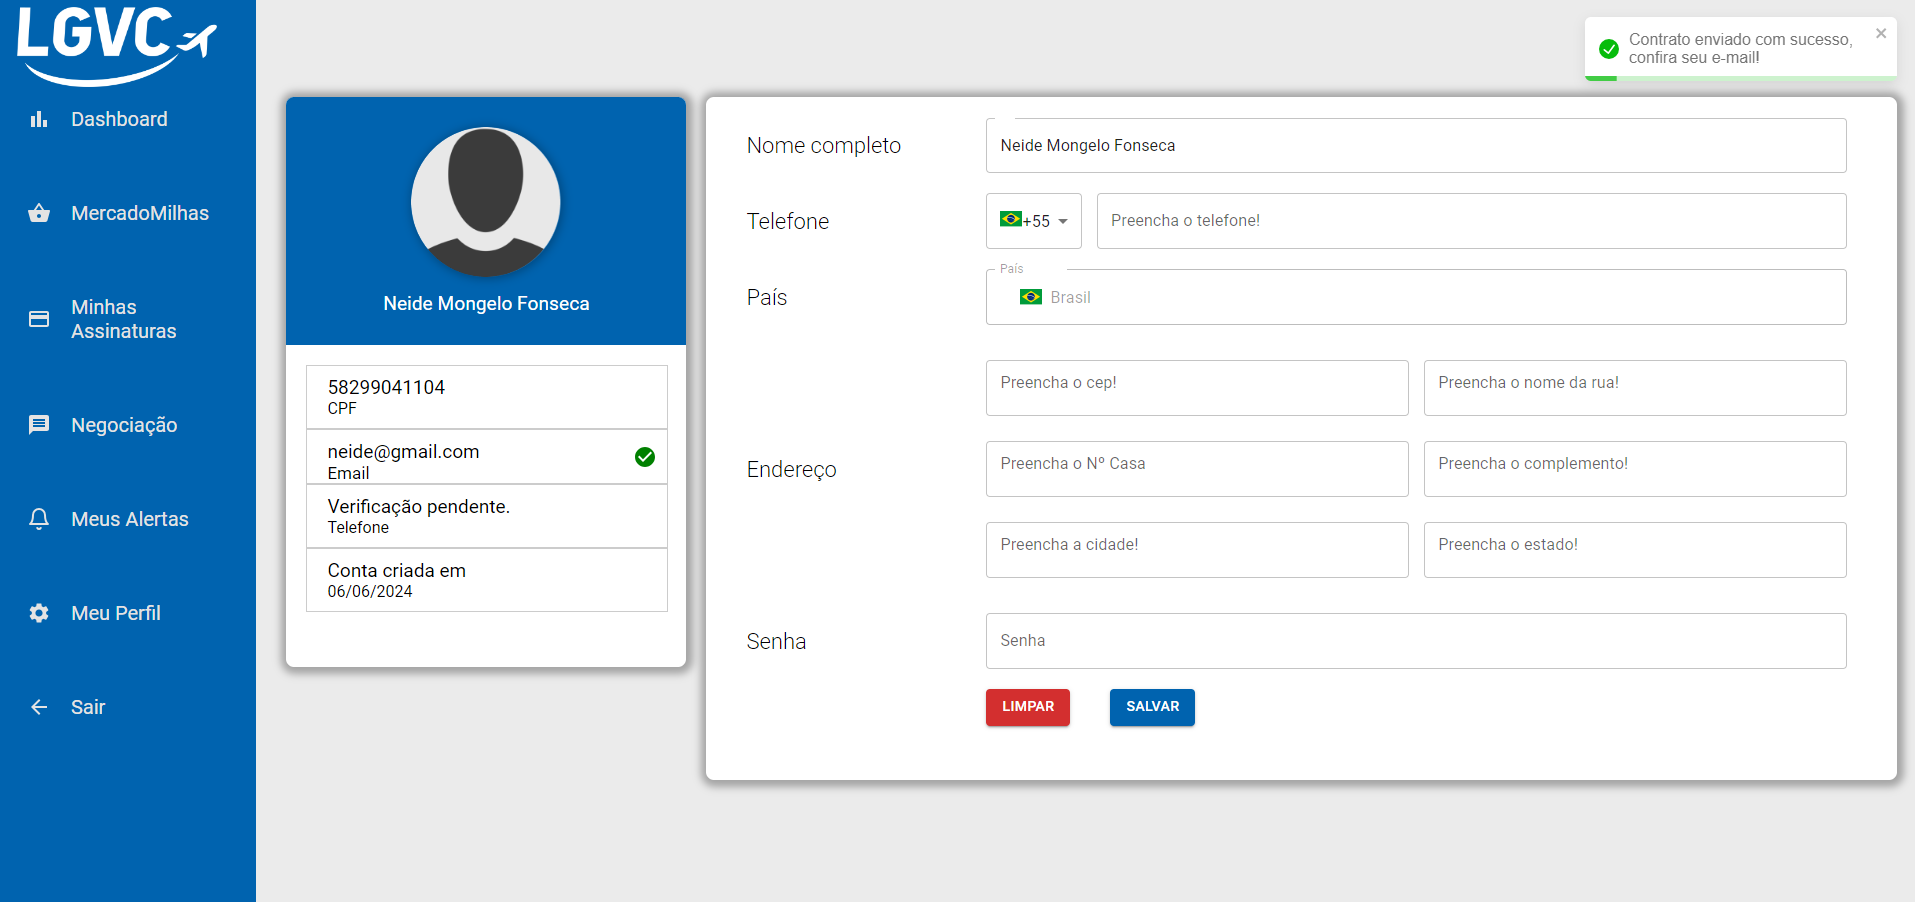 LGVC
Dashboard
MercadoMilhas
Minhas
Assinaturas
Negociação
Meus Alertas
Meu Perfil
Sair
Neide Mongelo Fonseca
58299041104
CPF
neide@gmail.com
Email
Verificação pendente.
Telefone
Conta criada em
06/06/2024
Contrato enviado com sucesso,
confira seu e-mail!
Nome completo
Neide Mongelo Fonseca
Telefone
+55
Preencha o telefone!
País
País
Brasil
Endereço
Preencha o cep!
Preencha o nome da rua!
Preencha o Nº Casa
Preencha o complemento!
Preencha a cidade!
Preencha o estado!
Senha
Senha
LIMPAR
SALVAR